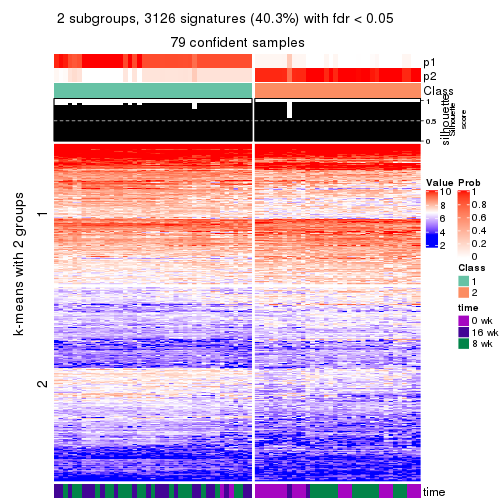 2 subgroups, 3126 signatures (40.3%) with fdr < 0.05
79 confident samples
p1
p2
Class
silhouette
Silhouette
score
1
0.5
0
k-means with 2 groups
1
2
time
Value
10
8
6
4
2
Prob
1
0.8
0.6
0.4
0.2
0
Class
1
2
time
0 wk
16 wk
8 wk